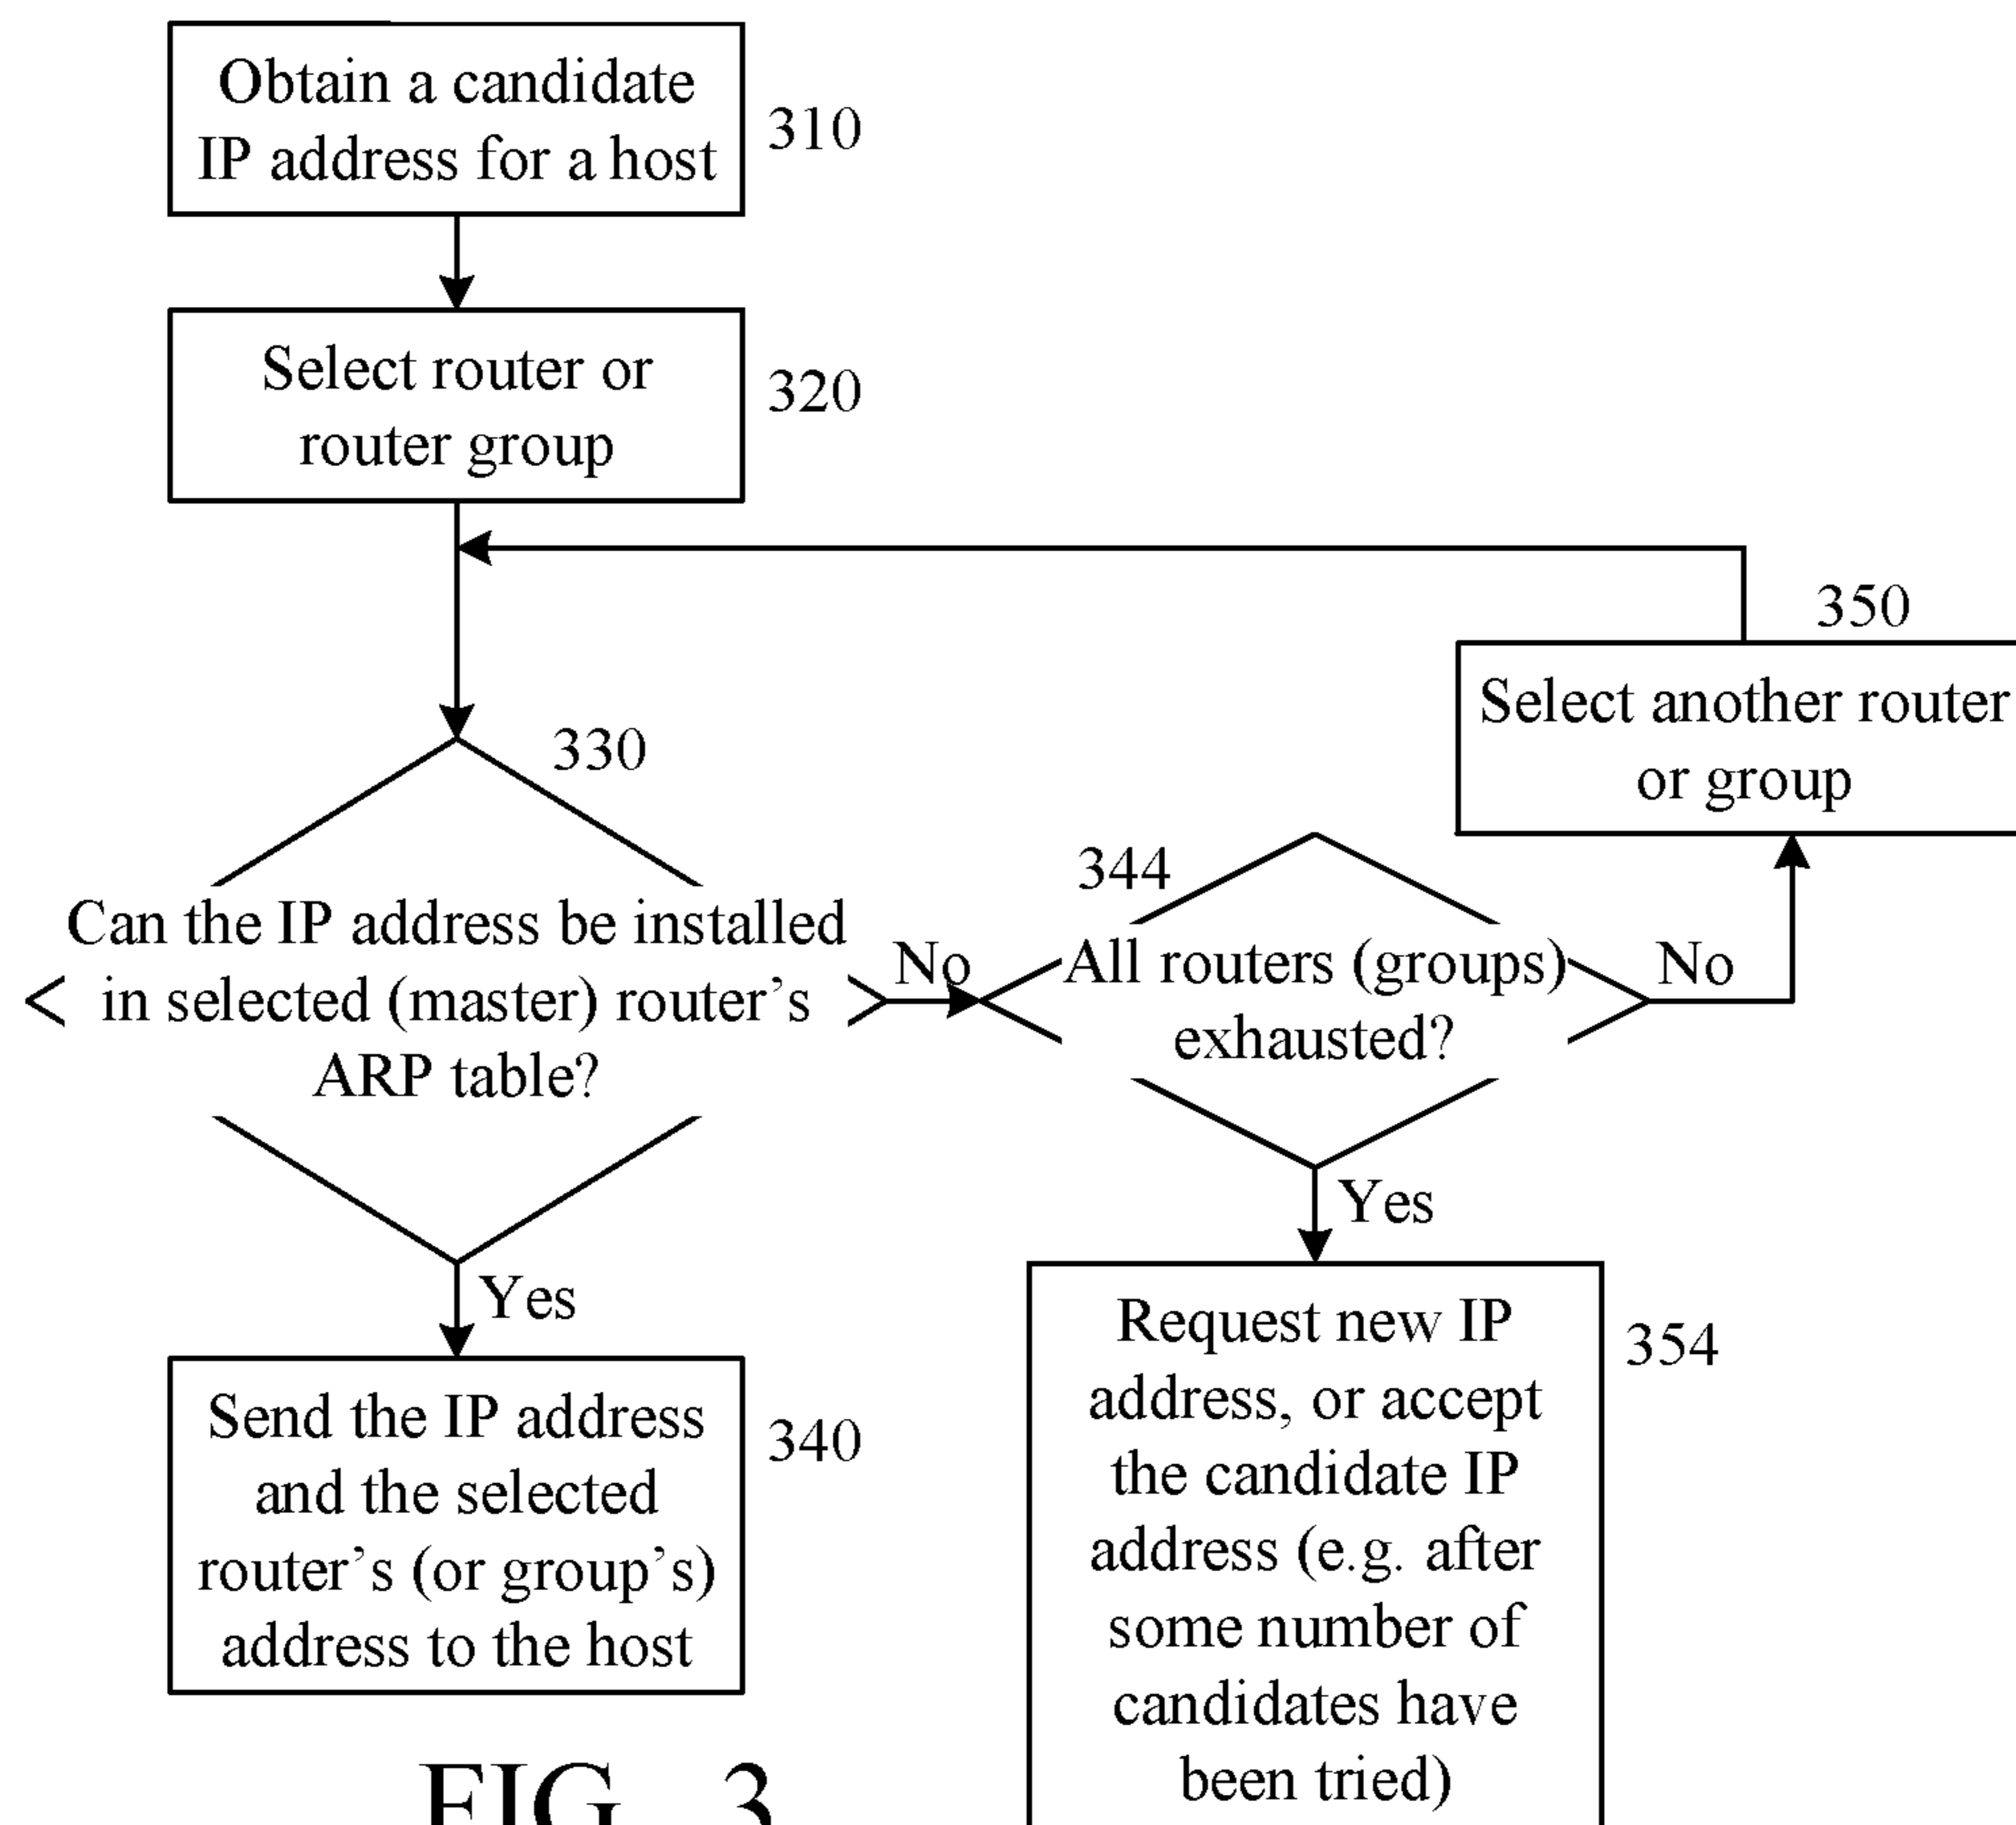 Obtain a candidate
IP address for a host
310
Select router or
router group
320
350
Select another router
or group
330
Can the IP address be installed
in selected (master) router’s
ARP table?
No
344
All routers (groups)
exhausted?
No
Yes
Yes
Send the IP address
and the selected
router’s (or group’s)
address to the host
340
Request new IP
address, or accept
the candidate IP
address (e.g. after
some number of
candidates have
been tried)
354
FIG. 3